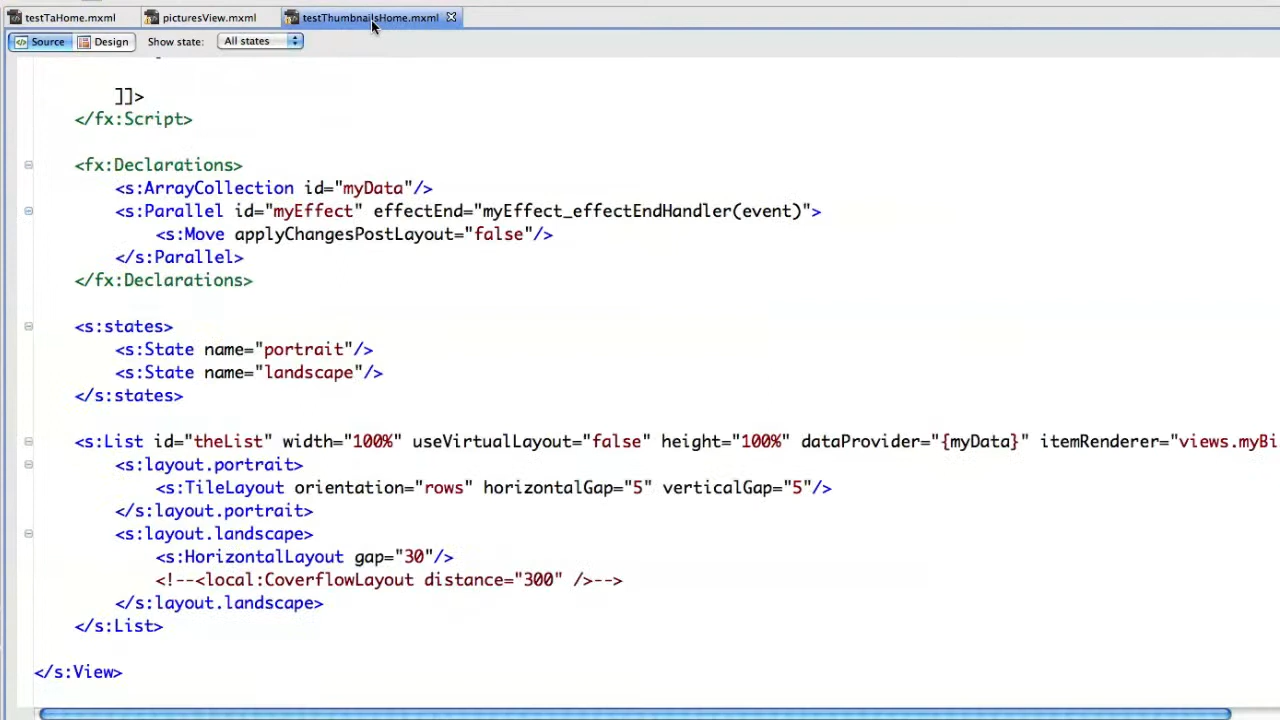 testTaHome.mxml picturesView.mxml testThumbnailsHome.mxml
Source Design Show state: All states
]]>
</fx:Script>
<fx:Declarations>
<s:ArrayCollection id="myData"/>
<s:Parallel id="myEffect" effectEnd="myEffect_effectEndHandler(event)">
<s:Move applyChangesPostLayout="false"/>
</s:Parallel>
</fx:Declarations>
<s:states>
<s:State name="portrait"/>
<s:State name="landscape"/>
</s:states>
<s:List id="theList" width="100%" useVirtualLayout="false" height="100%" dataProvider="{myData}" itemRenderer="views.myBi
<s:layout.portrait>
<s:TileLayout orientation="rows" horizontalGap="5" verticalGap="5"/>
</s:layout.portrait>
<s:layout.landscape>
<s:HorizontalLayout gap="30"/>
<!--<local:CoverflowLayout distance="300" />-->
</s:layout.landscape>
</s:List>
</s:View>